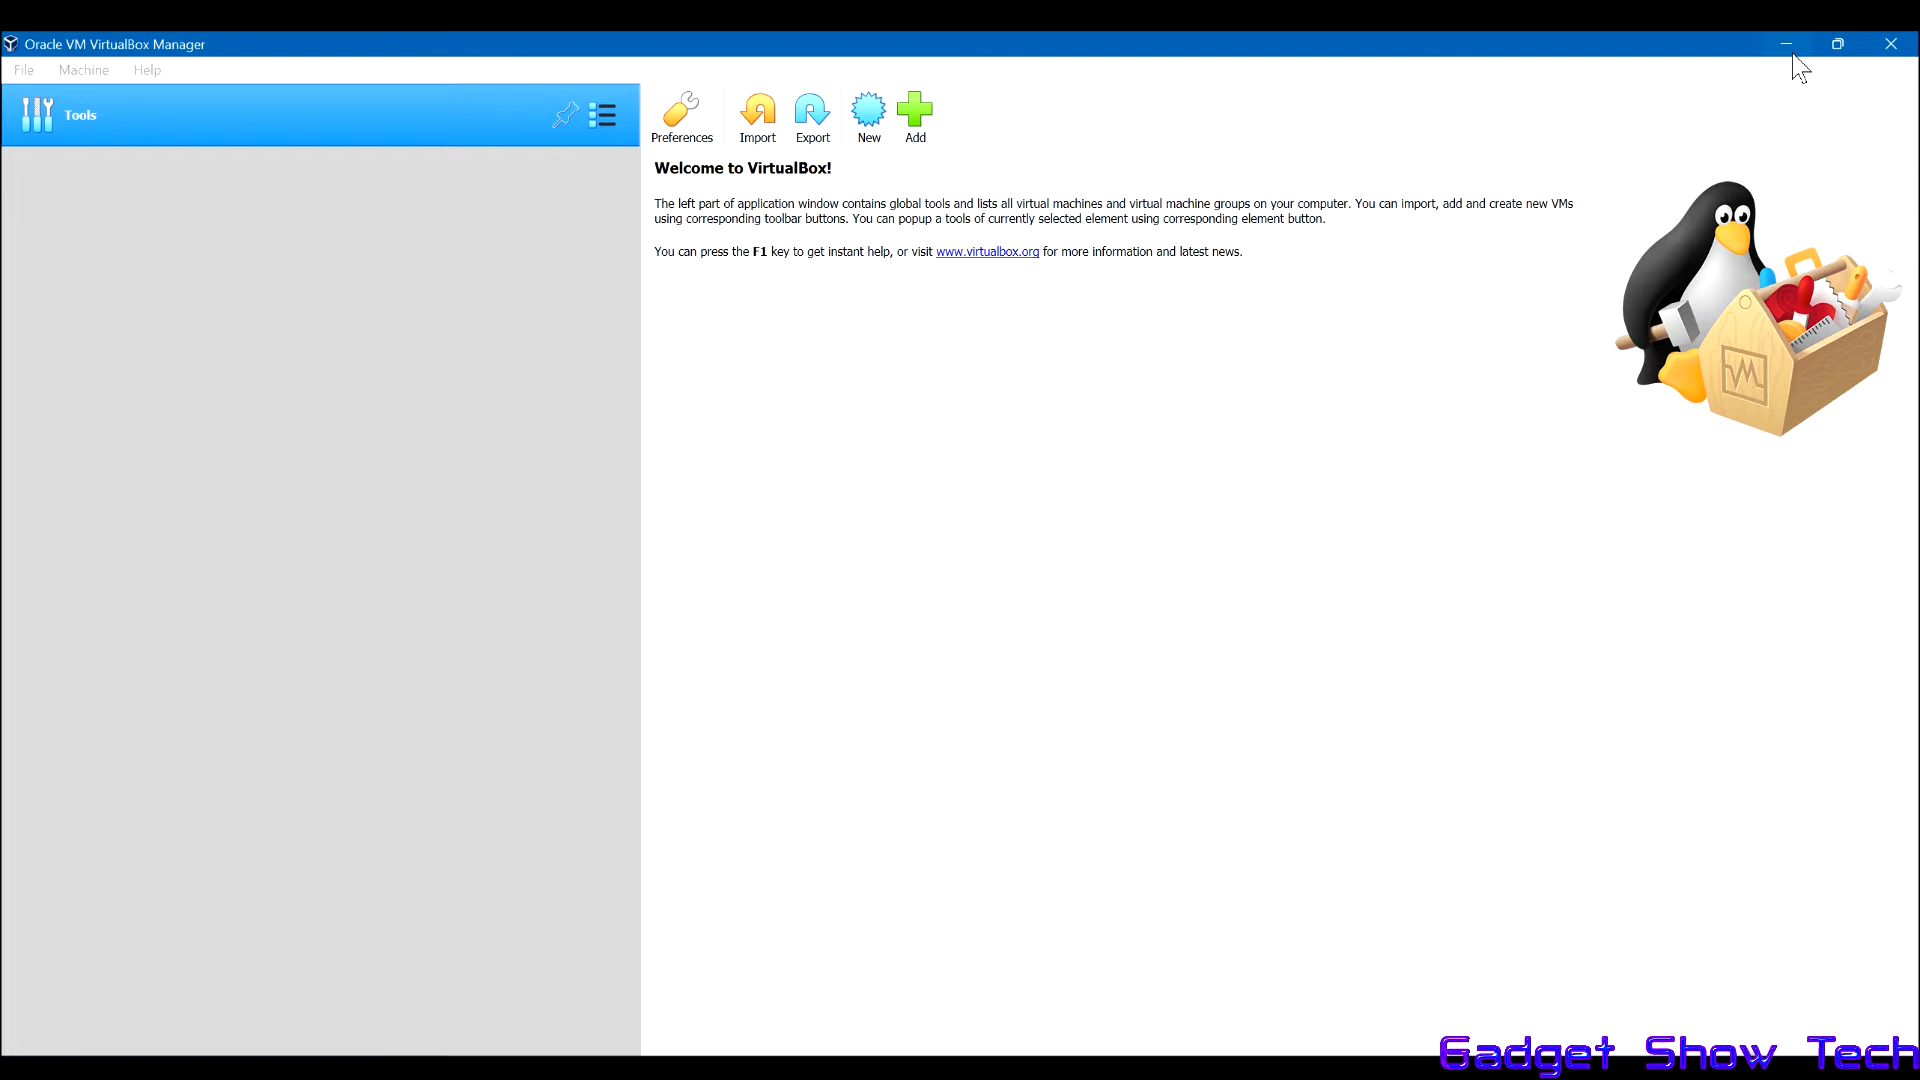 Oracle VM VirtualBox Manager
File Machine Help
Tools
Preferences Import Export New Add
Welcome to VirtualBox!
The left part of application window contains global tools and lists all virtual machines and virtual machine groups on your computer. You can import, add and create new VMs
using corresponding toolbar buttons. You can popup a tools of currently selected element using corresponding element button.
You can press the F1 key to get instant help, or visit www.virtualbox.org for more information and latest news.
Gadget Show Tech